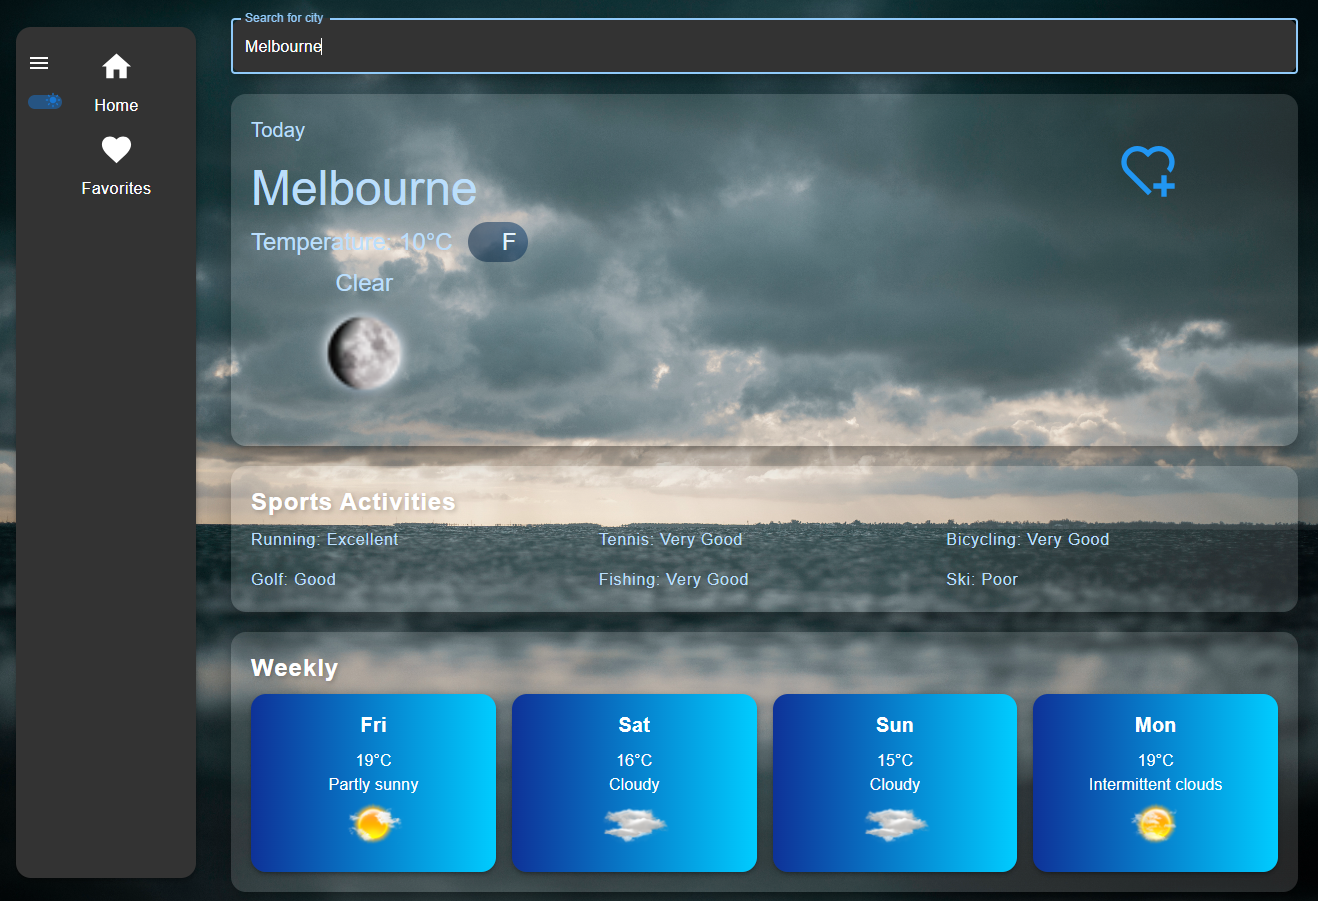 Search for city
Melbourne
Home
Favorites
Today
Melbourne
Temperature: 10°C F
Clear
Sports Activities
Running: Excellent Tennis: Very Good Bicycling: Very Good
Golf: Good Fishing: Very Good Ski: Poor
Weekly
Fri
19°C
Partly sunny
Sat
16°C
Cloudy
Sun
15°C
Cloudy
Mon
19°C
Intermittent clouds